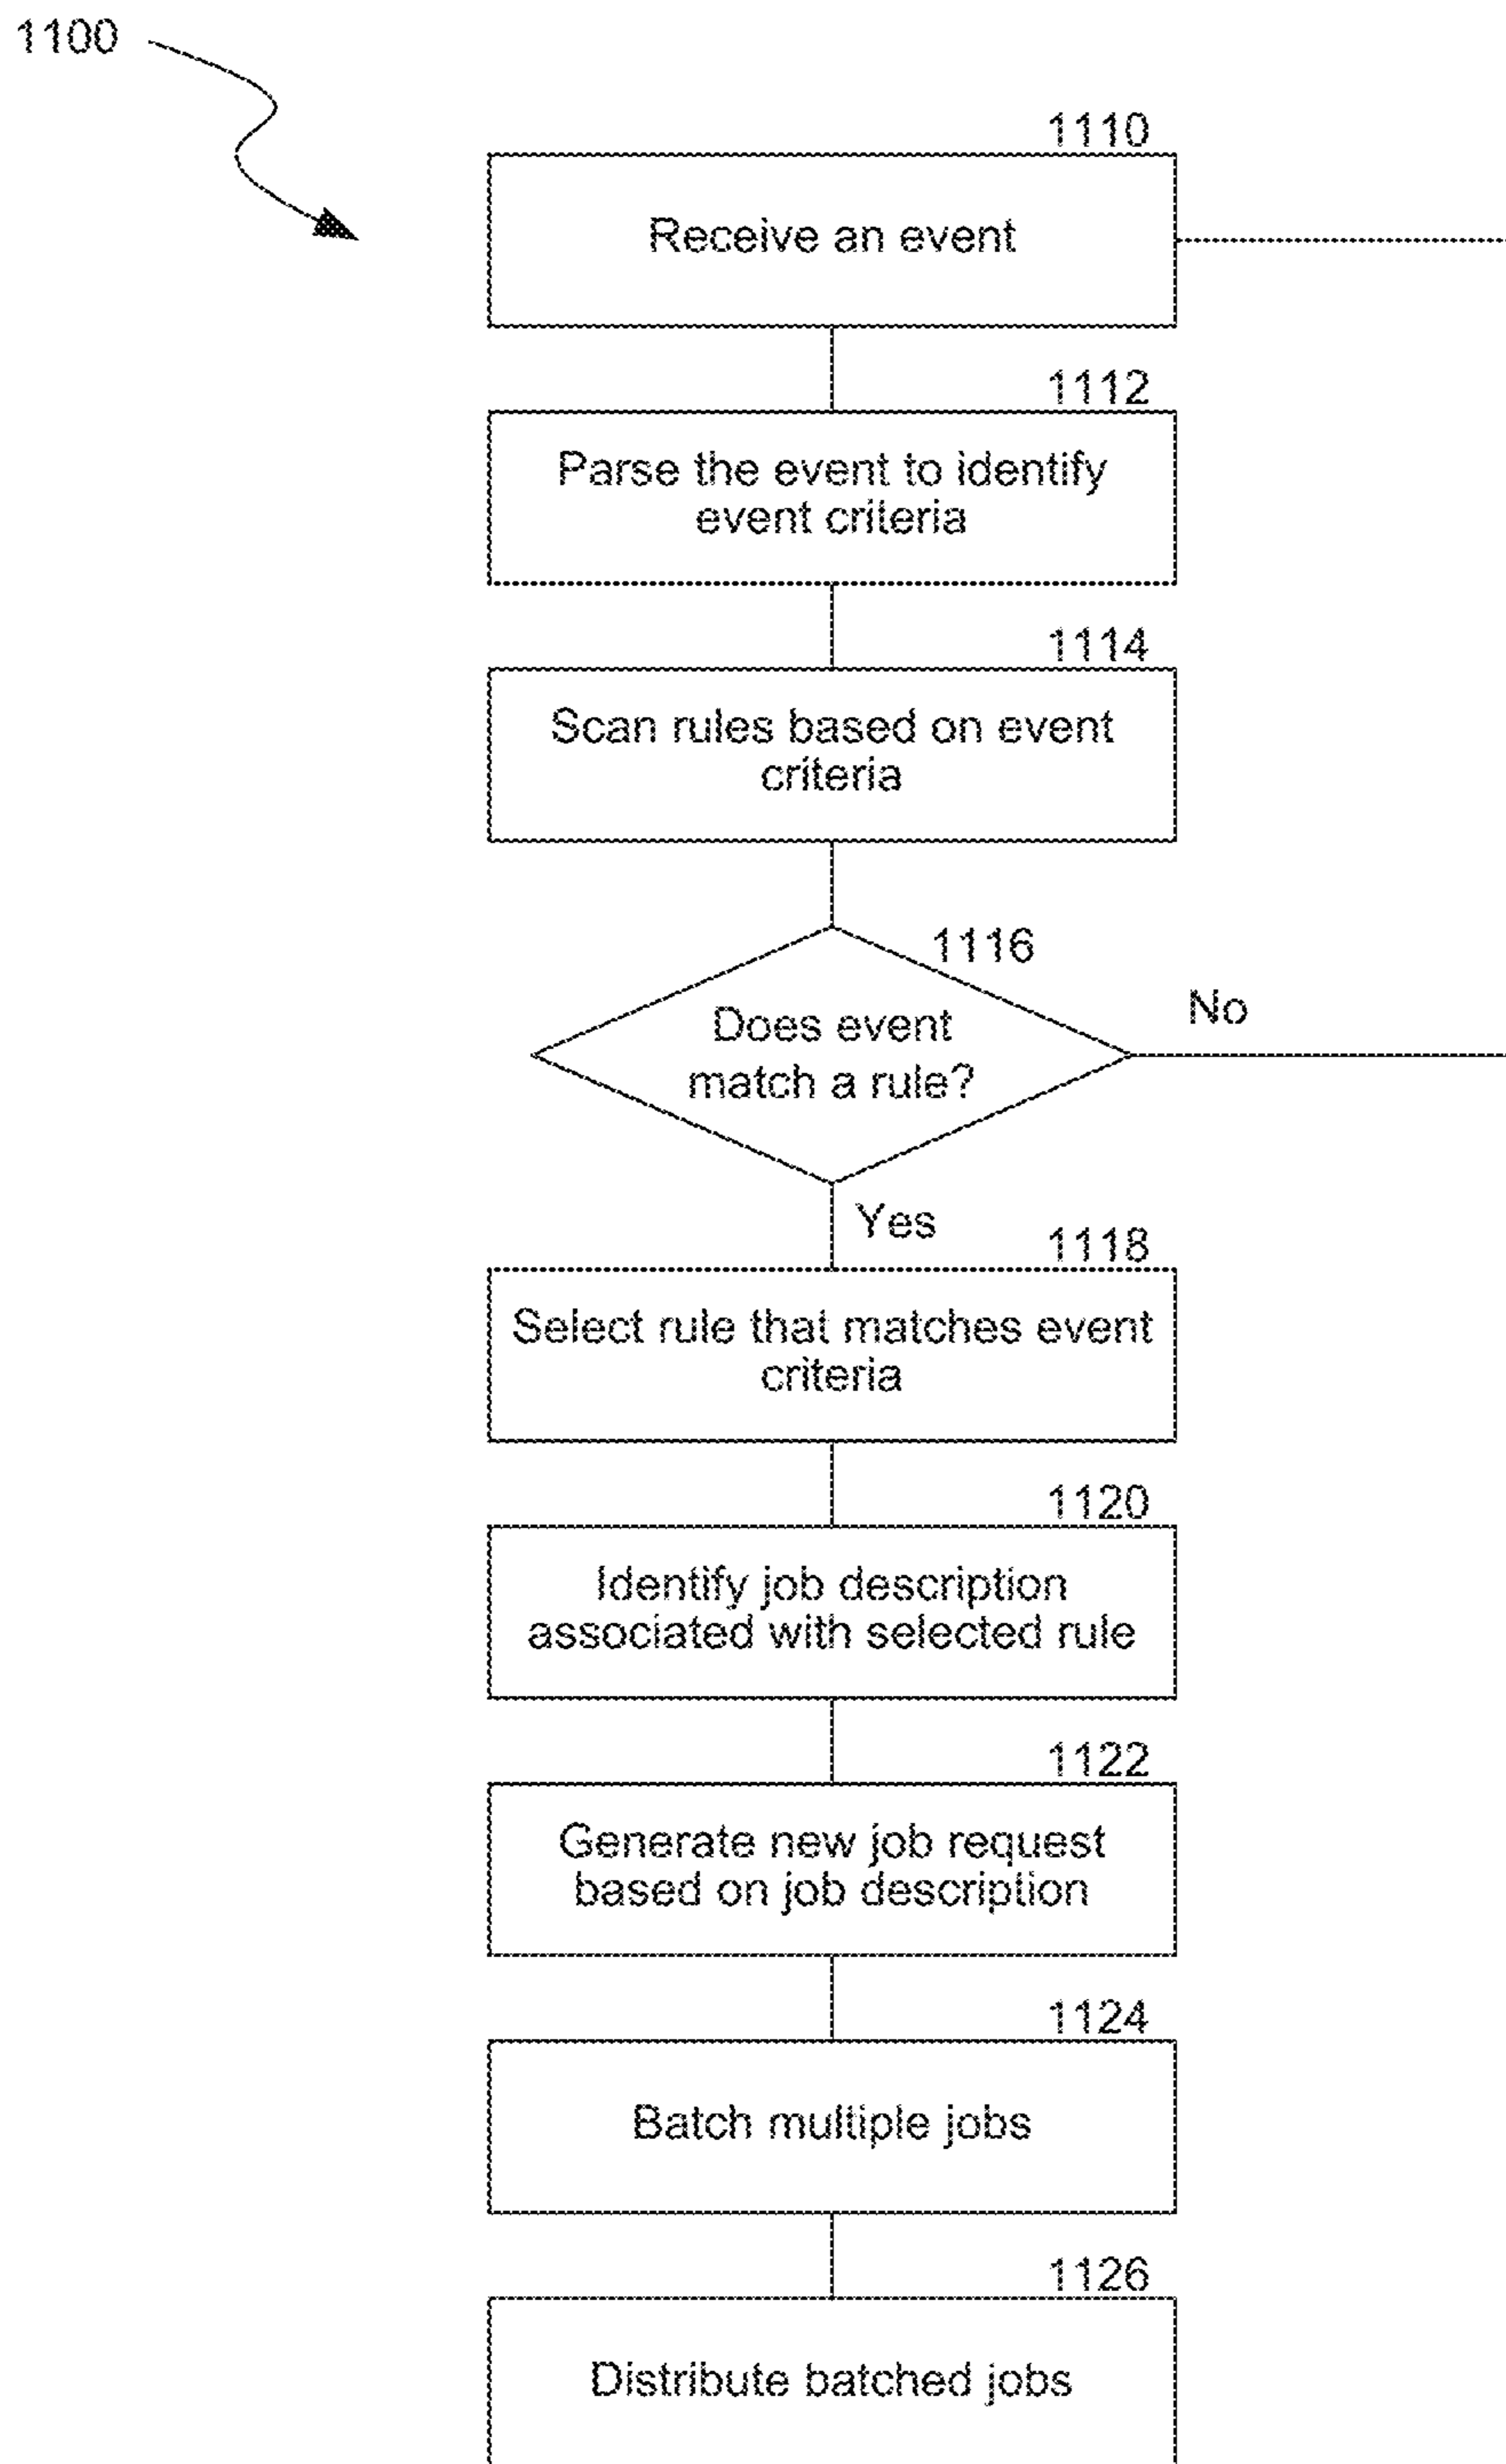 1100
1110
Receive an event
1112
Parse the event to identify
event criteria
1114
Scan rules based on event
criteria
1116
Does event
match a rule?
No
Yes
1118
Select rule that matches event
criteria
1120
Identify job description
associated with selected rule
1122
Generate new job request
based on job description
1124
Batch multiple jobs
1126
Distribute batched jobs